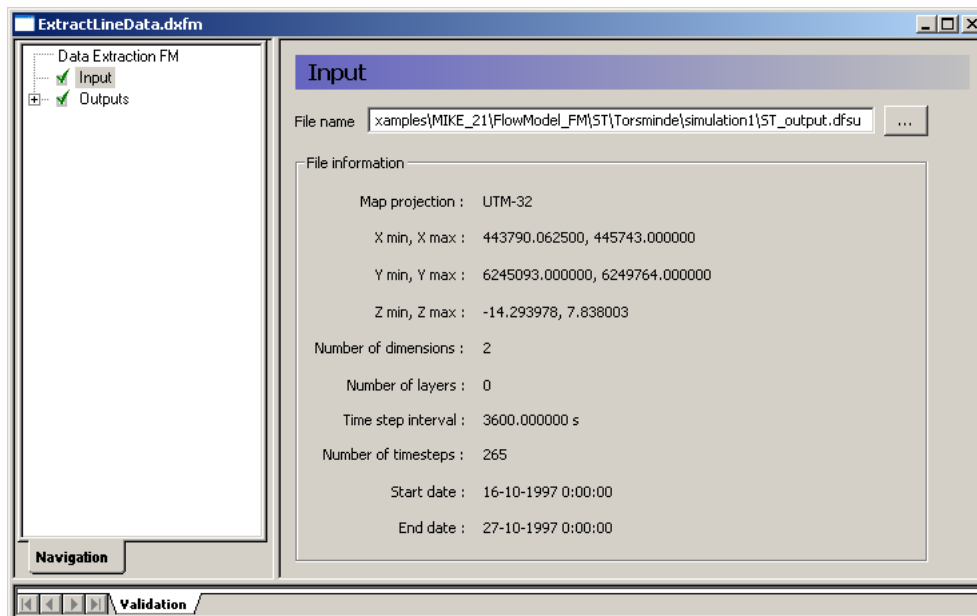 ExtractLineData.dxfm
Data Extraction FM
Input
Outputs
Navigation
Input
File name xamples\MIKE_21\FlowModel_FM\ST\Torsminde\simulation1\ST_output.dfsu ...
File information
Map projection : UTM-32
X min, X max : 443790.062500, 445743.000000
Y min, Y max : 6245093.000000, 6249764.000000
Z min, Z max : -14.293978, 7.838003
Number of dimensions : 2
Number of layers : 0
Time step interval : 3600.000000 s
Number of timesteps : 265
Start date : 16-10-1997 0:00:00
End date : 27-10-1997 0:00:00
Validation